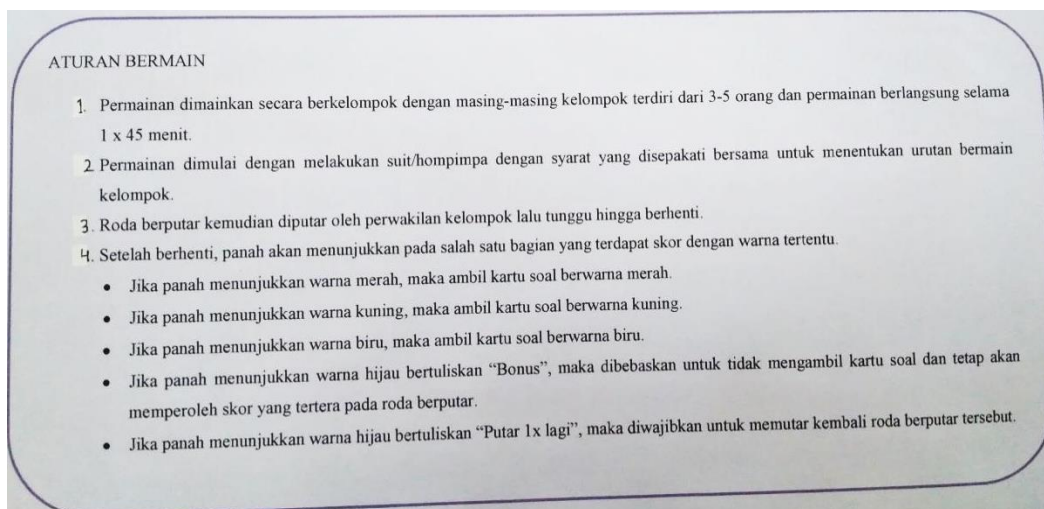 ATURAN BERMAIN
1. Permainan dimainkan secara berkelompok dengan masing-masing kelompok terdiri dari 3-5 orang dan permainan berlangsung selama
1 x 45 menit.
2 Permainan dimulai dengan melakukan suit/hompimpa dengan syarat yang disepakati bersama untuk menentukan urutan bermain
kelompok.
3. Roda berputar kemudian diputar oleh perwakilan kelompok lalu tunggu hingga berhenti.
4. Setelah berhenti, panah akan menunjukkan pada salah satu bagian yang terdapat skor dengan warna tertentu.
• Jika panah menunjukkan warna merah, maka ambil kartu soal berwarna merah.
• Jika panah menunjukkan warna kuning, maka ambil kartu soal berwarna kuning.
• Jika panah menunjukkan warna biru, maka ambil kartu soal berwarna biru.
• Jika panah menunjukkan warna hijau bertuliskan “Bonus”, maka dibebaskan untuk tidak mengambil kartu soal dan tetap akan
memperoleh skor yang tertera pada roda berputar.
• Jika panah menunjukkan warna hijau bertuliskan “Putar 1x lagi”, maka diwajibkan untuk memutar kembali roda berputar tersebut.